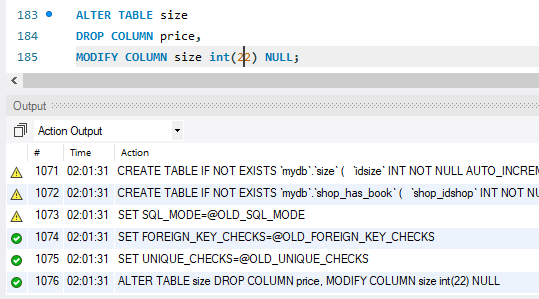 183 ALTER TABLE size
184 DROP COLUMN price,
185 MODIFY COLUMN size int(22) NULL;
Output
Action Output
# Time Action
1071 02:01:31 CREATE TABLE IF NOT EXISTS `mydb`.`size` (   `idsize` INT NOT NULL AUTO_INCREM
1072 02:01:31 CREATE TABLE IF NOT EXISTS `mydb`.`shop_has_book` (   `shop_idshop` INT NOT NU
1073 02:01:31 SET SQL_MODE=@OLD_SQL_MODE
1074 02:01:31 SET FOREIGN_KEY_CHECKS=@OLD_FOREIGN_KEY_CHECKS
1075 02:01:31 SET UNIQUE_CHECKS=@OLD_UNIQUE_CHECKS
1076 02:01:31 ALTER TABLE size DROP COLUMN price, MODIFY COLUMN size int(22) NULL